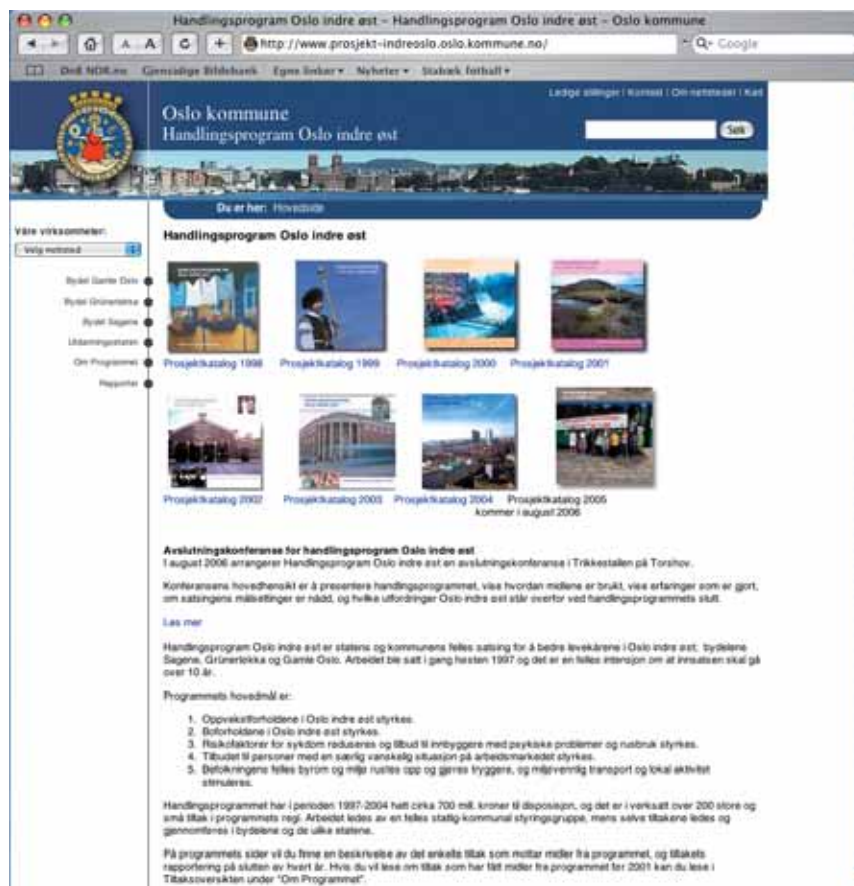 Handlingsprogram Oslo indre øst – Handlingsprogram Oslo indre øst – Oslo kommune
A A http://www.prosjekt-indreoslo.oslo.kommune.no/ Google
DnB NOR.no Gjensidige Bildebank Egne linker Nyheter Stabæk fotball
Ledige stillinger | Kontakt | Om nettstedet | Kart
Oslo kommune
Handlingsprogram Oslo indre øst
Søk
Du er her: Hovedside
Våre virksomheter:
Velg nettsted
Handlingsprogram Oslo indre øst
Bydel Gamle Oslo
Bydel Grünerløkka
Bydel Sagene
Utdanningsetaten
Om Programmet
Rapporter
Prosjektkatalog 1998 Prosjektkatalog 1999 Prosjektkatalog 2000 Prosjektkatalog 2001
Prosjektkatalog 2002 Prosjektkatalog 2003 Prosjektkatalog 2004 Prosjektkatalog 2005
kommer i august 2006
Avslutningskonferanse for handlingsprogram Oslo indre øst
I august 2006 arrangerer Handlingsprogram Oslo indre øst en avslutningskonferanse i Trikkestallen på Torshov.
Konferansens hovedhensikt er å presentere handlingsprogrammet, vise hvordan midlene er brukt, vise erfaringer som er gjort,
om satsingens målsettinger er nådd, og hvilke utfordringer Oslo indre øst står overfor ved handlingsprogrammets slutt.
Les mer
Handlingsprogram Oslo indre øst er statens og kommunens felles satsing for å bedre levekårene i Oslo indre øst; bydelene
Sagene, Grünerløkka og Gamle Oslo. Arbeidet ble satt i gang høsten 1997 og det er en felles intensjon om at innsatsen skal gå
over 10 år.
Programmets hovedmål er:
1. Oppvekstforholdene i Oslo indre øst styrkes.
2. Boforholdene i Oslo indre øst styrkes.
3. Risikofaktorer for sykdom reduseres og tilbud til innbyggere med psykiske problemer og rusbruk styrkes.
4. Tilbudet til personer med en særlig vanskelig situasjon på arbeidsmarkedet styrkes.
5. Befolkningens felles byrom og miljø rustes opp og gjøres tryggere, og miljøvennlig transport og lokal aktivitet
stimuleres.
Handlingsprogrammet har i perioden 1997-2004 hatt cirka 700 mill. kroner til disposisjon, og det er i verksatt over 200 store og
små tiltak i programmets regi. Arbeidet ledes av en felles statlig-kommunal styringsgruppe, mens selve tiltakene ledes og
gjennomføres i bydelene og de ulike etatene.
På programmets sider vil du finne en beskrivelse av det enkelte tiltak som mottar midler fra programmet, og tiltakets
rapportering på slutten av hvert år. Hvis du vil lese om tiltak som har fått midler fra programmet før 2001 kan du lese i
Tiltaksoversikten under "Om Programmet".